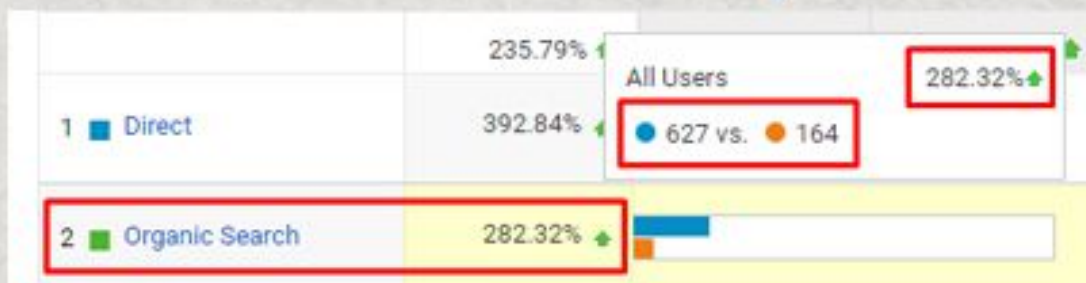 235.79%
All Users 282.32%
1 Direct 392.84%
627 vs. 164
2 Organic Search 282.32%